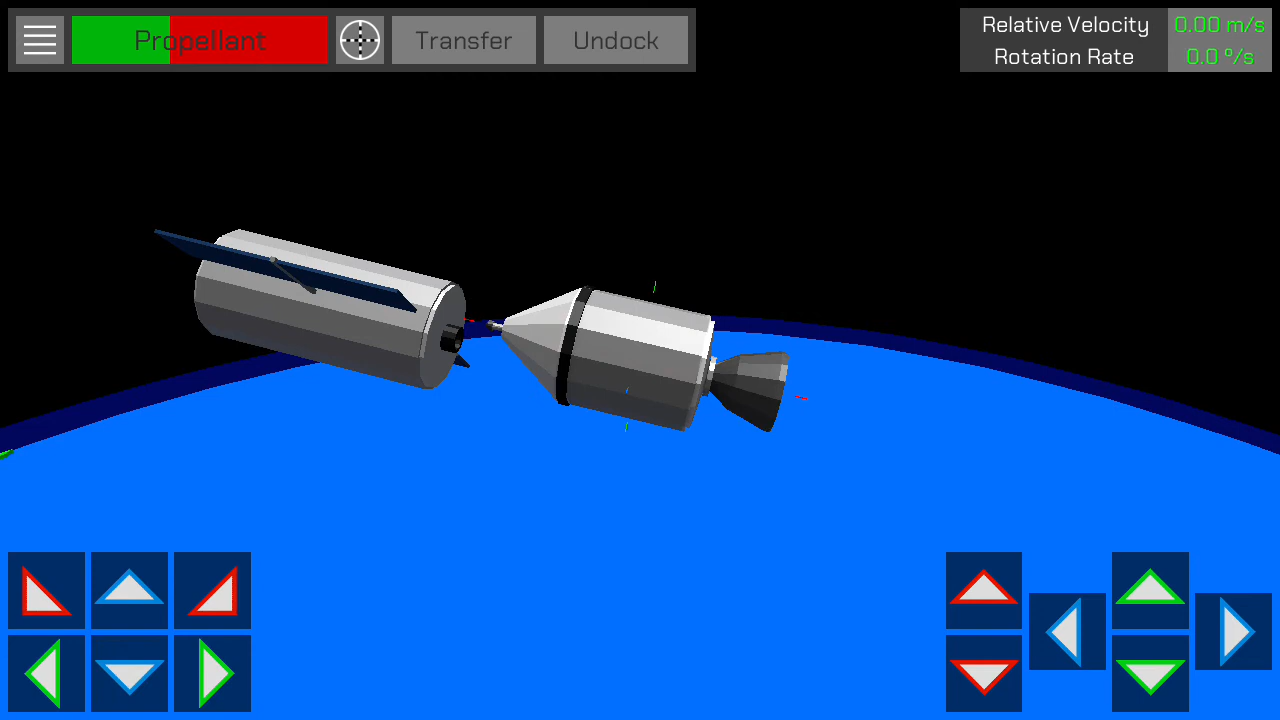 Propellant
Transfer
Undock
Relative Velocity 0.00 m/s
Rotation Rate 0.0 º/s